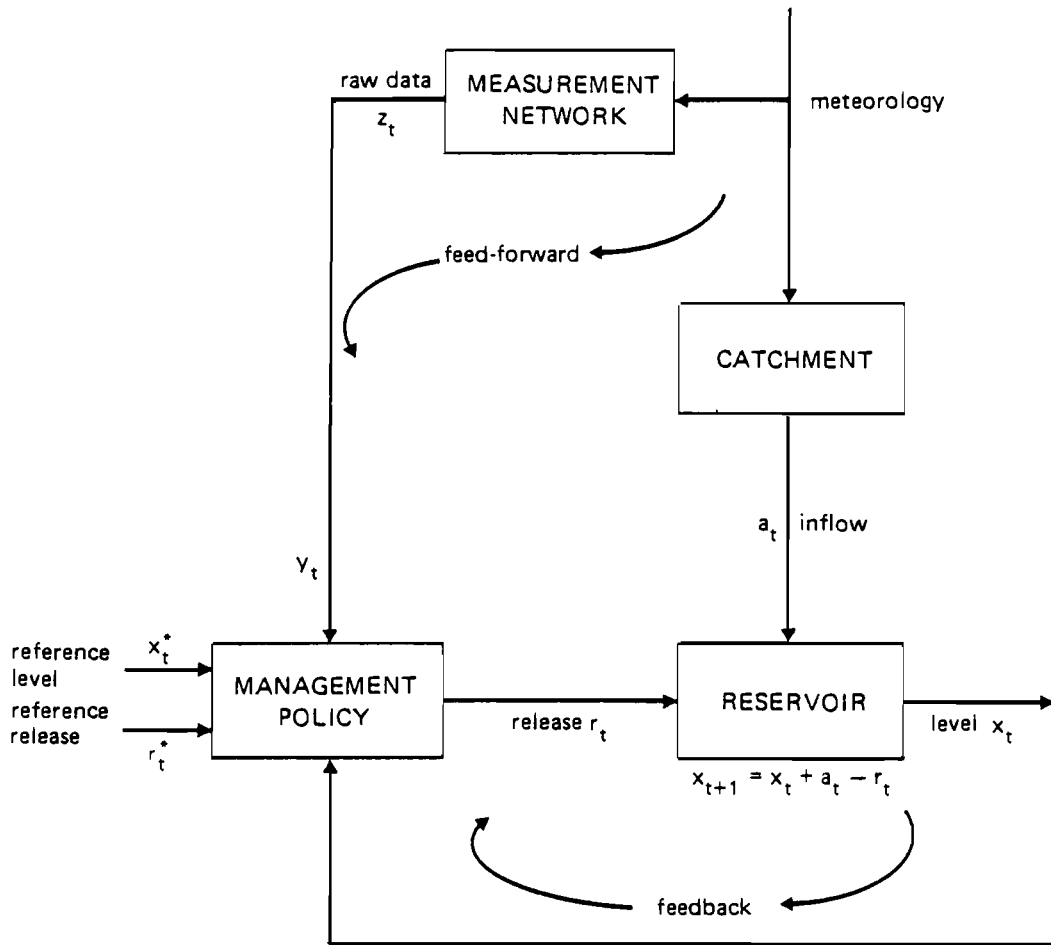 raw data
z_t
MEASUREMENT
NETWORK
meteorology
feed-forward
CATCHMENT
a_t inflow
y_t
reference
level
x_t^*
reference
release
r_t^*
MANAGEMENT
POLICY
release r_t
RESERVOIR
level x_t
x_{t+1} = x_t + a_t − r_t
feedback